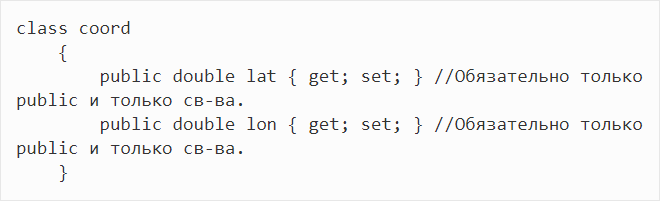 class coord
    {
        public double lat { get; set; } //Обязательно только
public и только св-ва.
        public double lon { get; set; } //Обязательно только
public и только св-ва.
    }